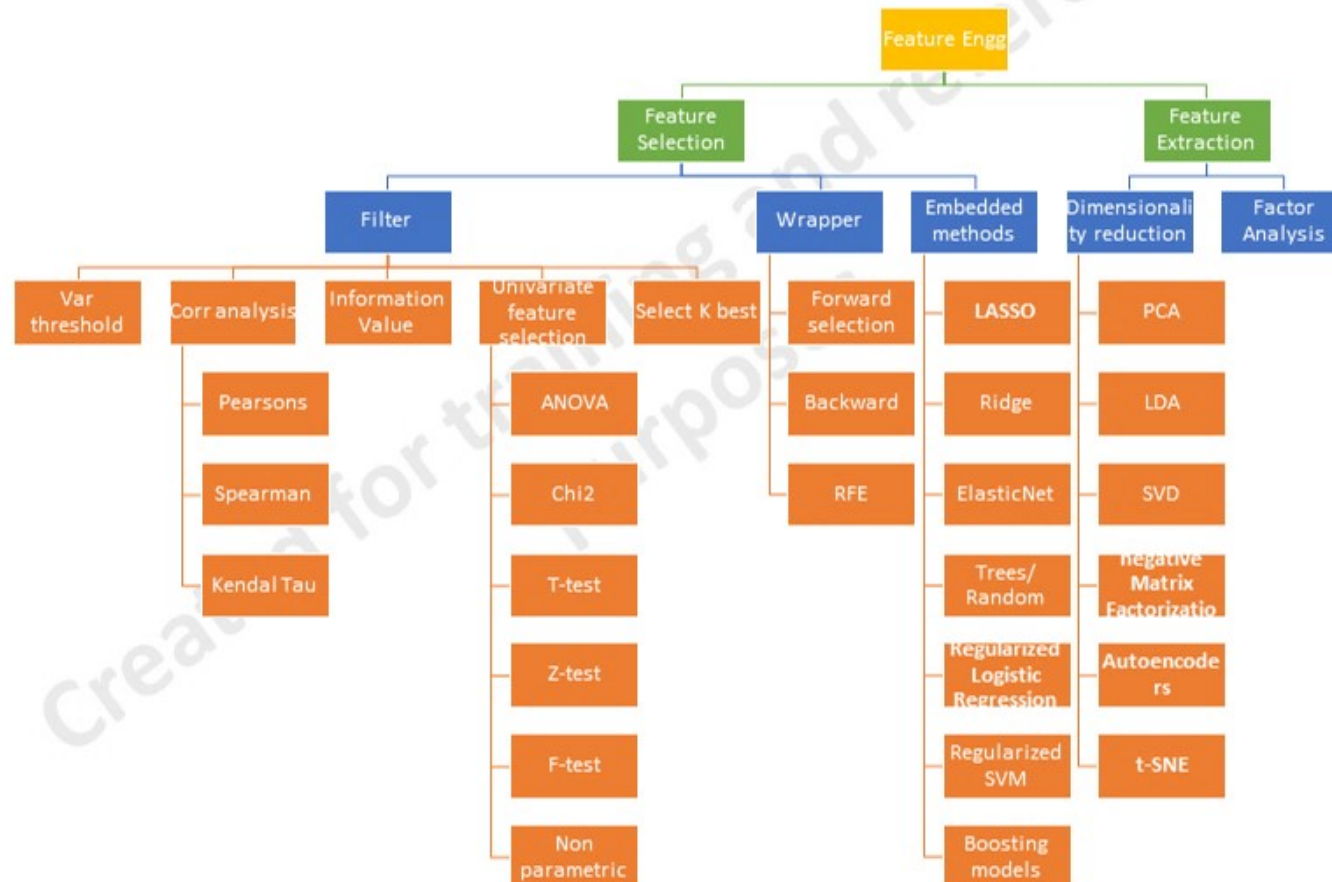 Feature Engg
Feature
Selection
Feature
Extraction
Filter
Wrapper
Embedded
methods
Dimensionali
ty reduction
Factor
Analysis
Var
threshold
Corr analysis
Information
Value
Univariate
feature
selection
Select K best
Forward
selection
LASSO
PCA
Pearsons
ANOVA
Backward
Ridge
LDA
Spearman
Chi2
RFE
ElasticNet
SVD
Kendal Tau
T-test
Trees/
Random
negative
Matrix
Factorizatio
Z-test
Regularized
Logistic
Regression
Autoencode
rs
F-test
Regularized
SVM
t-SNE
Non
parametric
Boosting
models
for training and